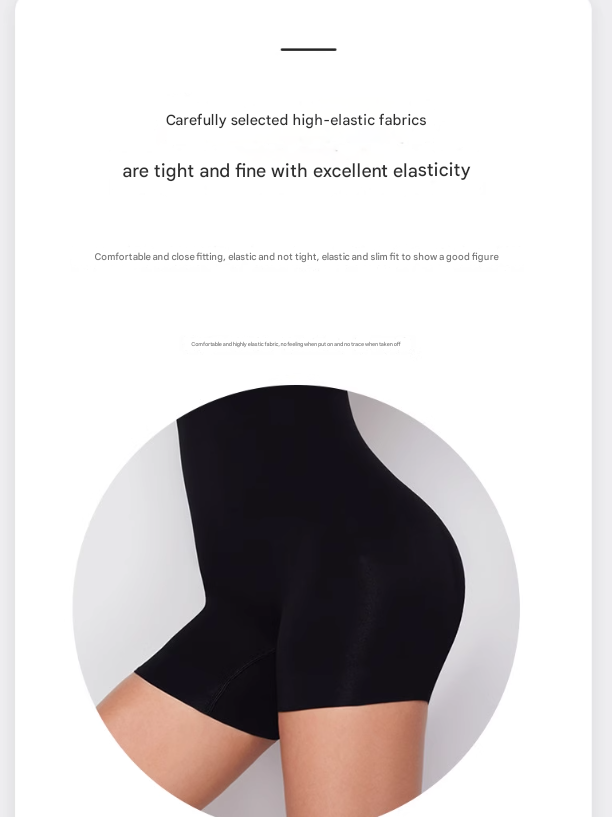 Carefully selected high-elastic fabrics
are tight and fine with excellent elasticity
Comfortable and close fitting, elastic and not tight, elastic and slim fit to show a good figure
Comfortable and highly elastic fabric, no feeling when put on and no trace when taken off